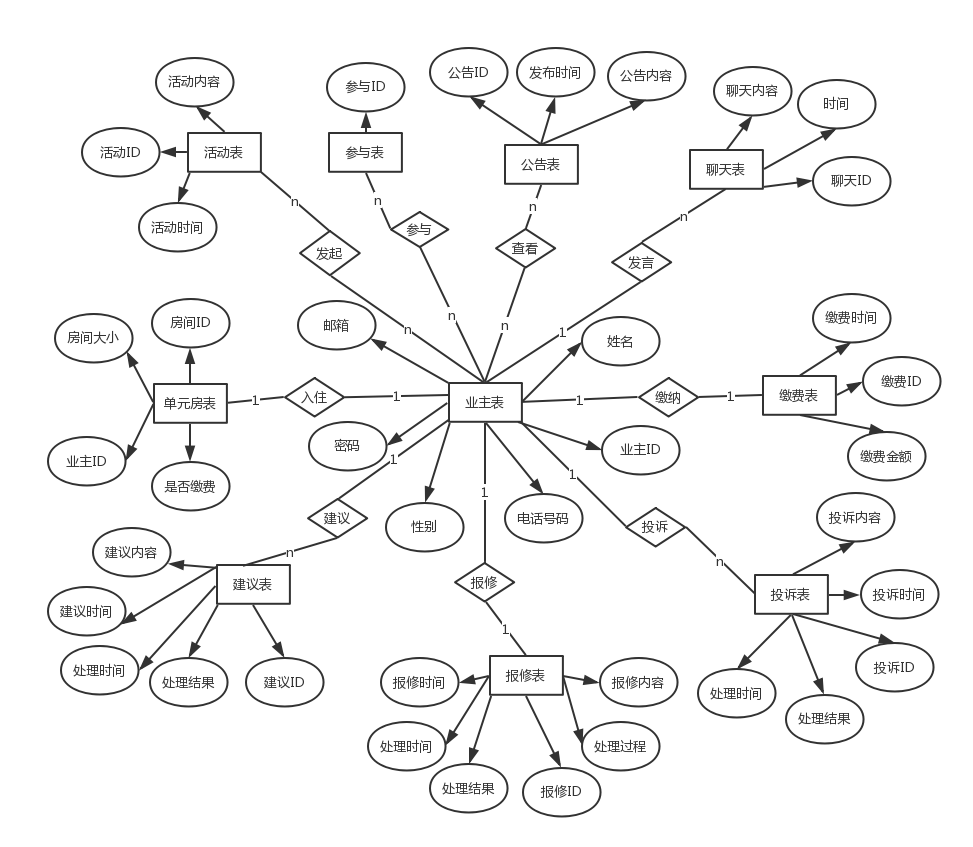 公告ID
发布时间
公告内容
活动内容
参与ID
聊天内容
时间
活动ID
活动表
参与表
公告表
聊天表
聊天ID
活动时间
n
n
n
n
发起
参与
查看
发言
邮箱
n
n
n
1
姓名
房间大小
房间ID
缴费时间
单元房表
1
入住
1
业主表
1
缴纳
1
缴费表
缴费ID
业主ID
是否缴费
密码
1
业主ID
缴费金额
1
1
性别
电话号码
建议
投诉
投诉内容
建议内容
n
n
建议表
报修
投诉表
投诉时间
建议时间
1
处理时间
处理结果
建议ID
报修时间
报修表
报修内容
投诉ID
处理时间
处理结果
处理时间
处理过程
处理结果
报修ID